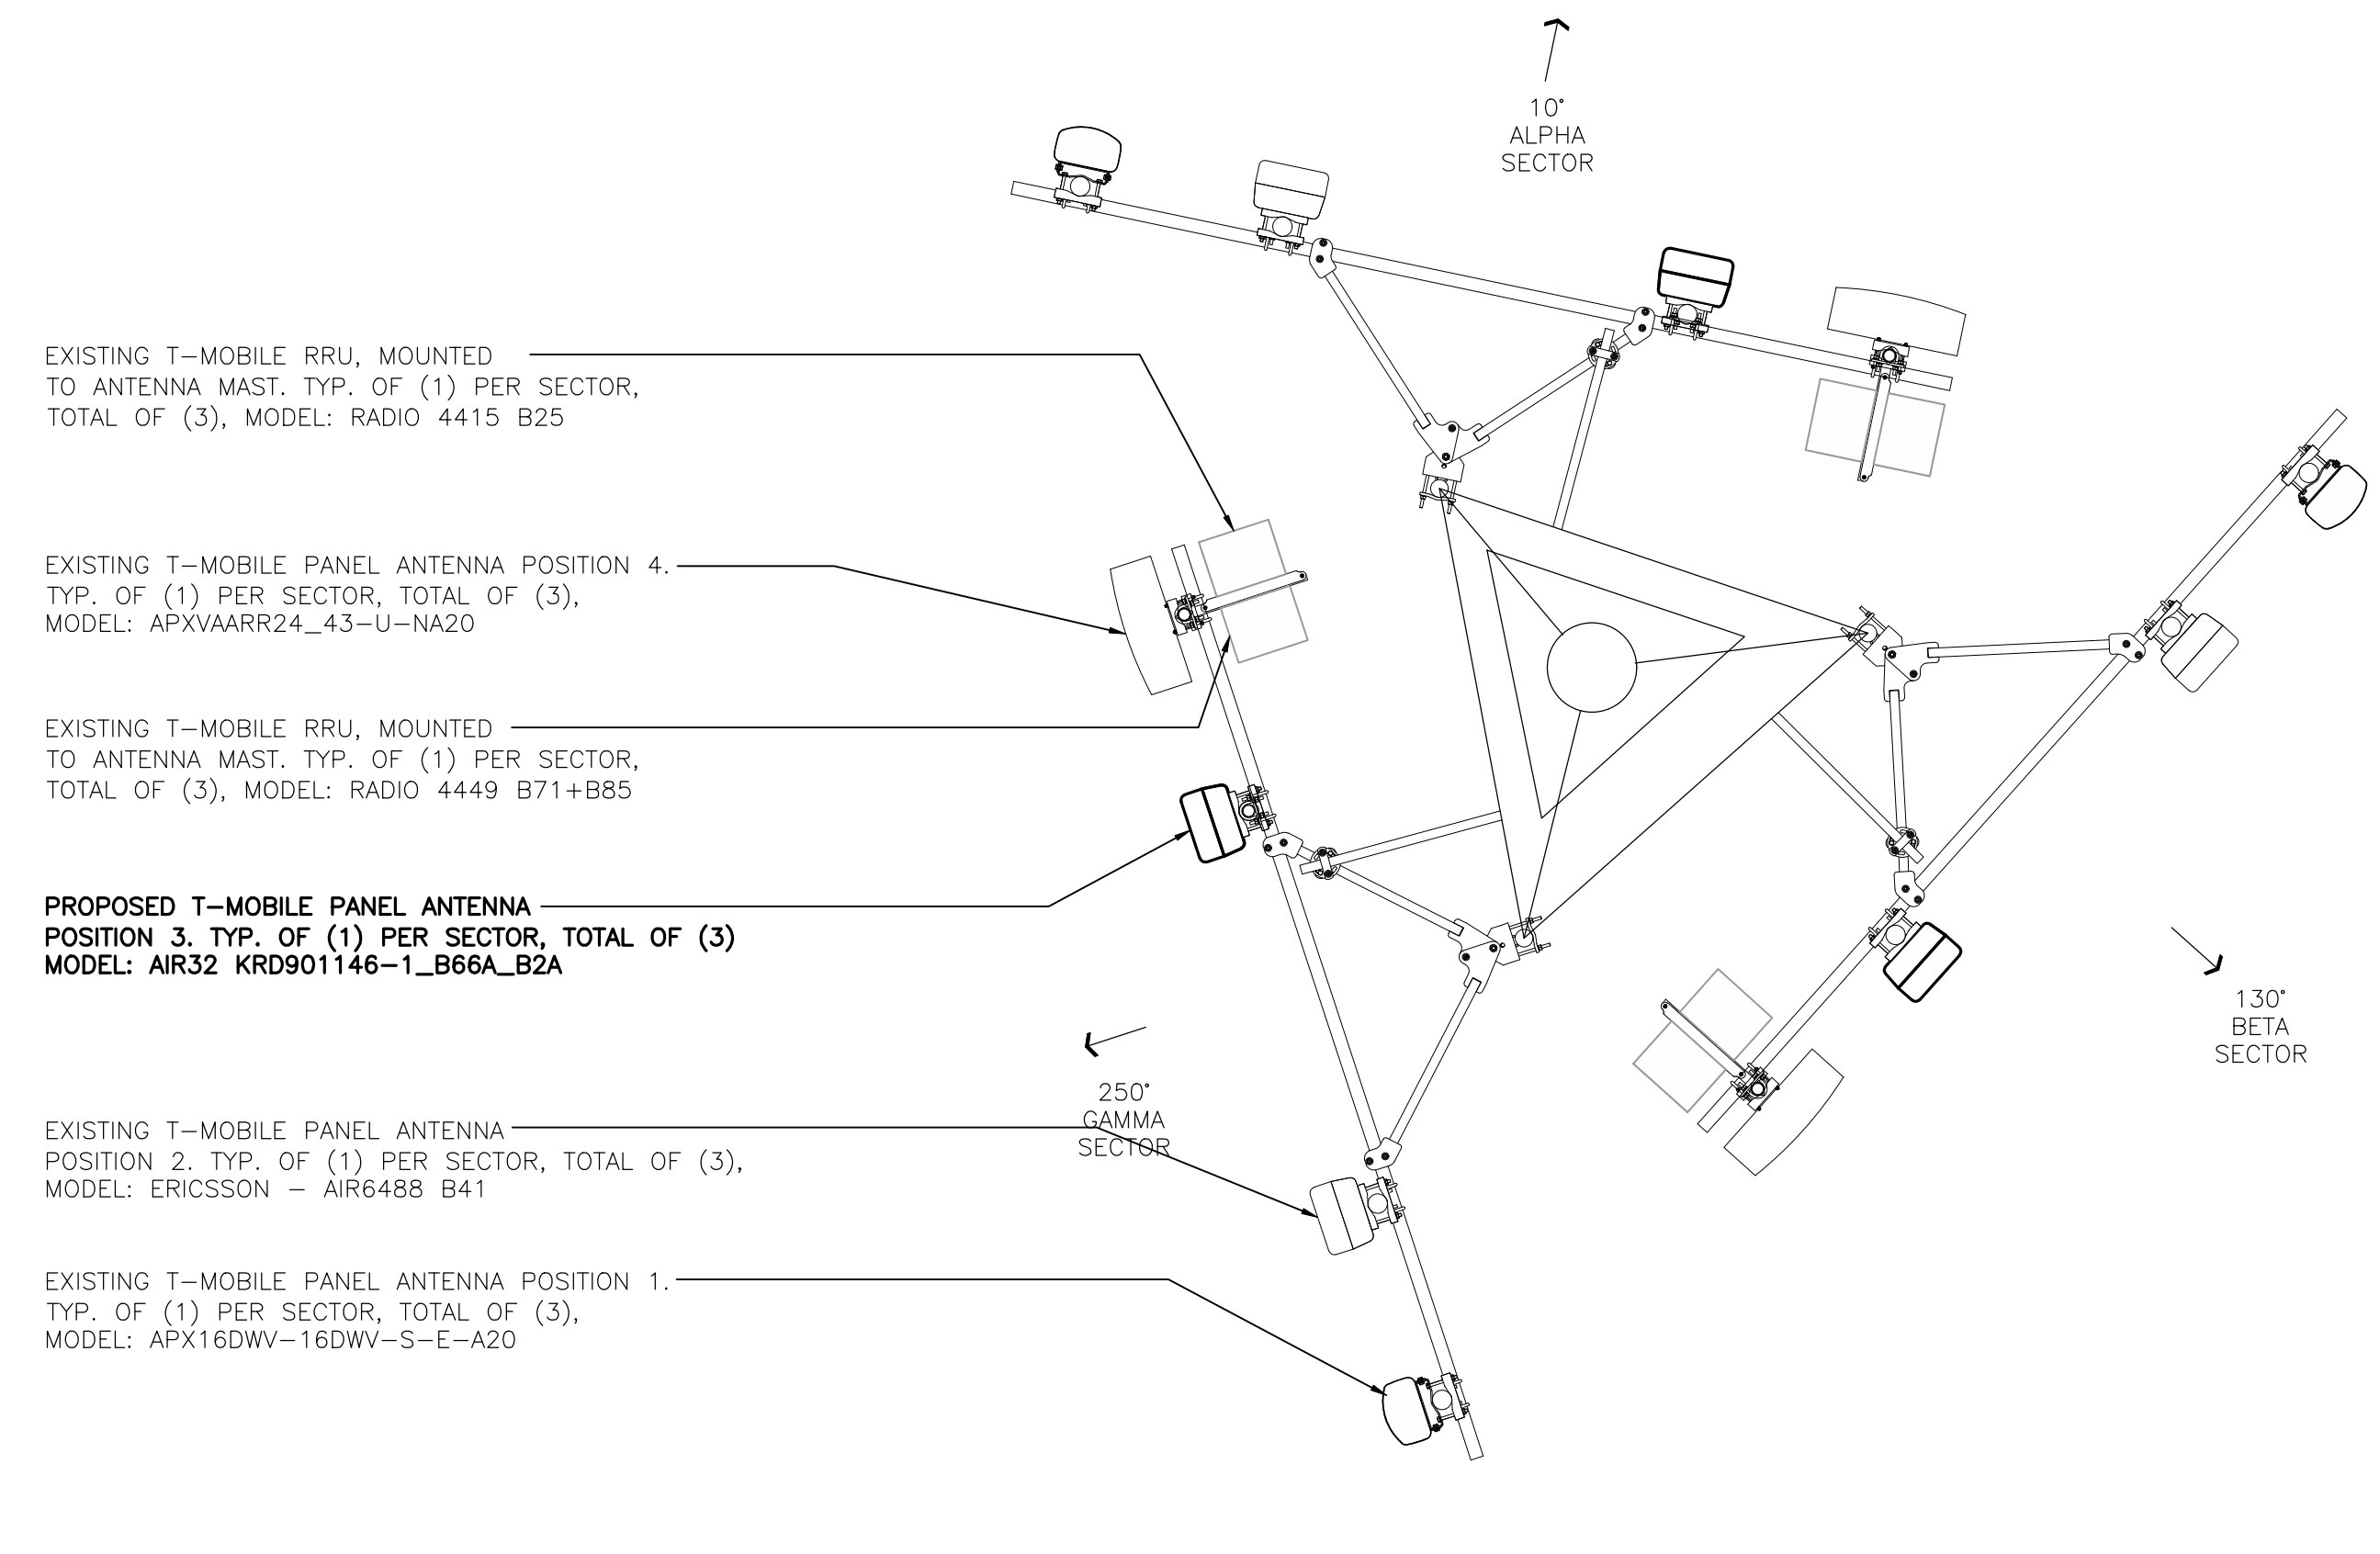 10°
ALPHA
SECTOR
EXISTING T-MOBILE RRU, MOUNTED
TO ANTENNA MAST. TYP. OF (1) PER SECTOR,
TOTAL OF (3), MODEL: RADIO 4415 B25
EXISTING T-MOBILE PANEL ANTENNA POSITION 4.
TYP. OF (1) PER SECTOR, TOTAL OF (3),
MODEL: APXVAARR24_43-U-NA20
EXISTING T-MOBILE RRU, MOUNTED
TO ANTENNA MAST. TYP. OF (1) PER SECTOR,
TOTAL OF (3), MODEL: RADIO 4449 B71+B85
PROPOSED T-MOBILE PANEL ANTENNA
POSITION 3. TYP. OF (1) PER SECTOR, TOTAL OF (3)
MODEL: AIR32 KRD901146-1_B66A_B2A
130°
BETA
SECTOR
250°
GAMMA
SECTOR
EXISTING T-MOBILE PANEL ANTENNA
POSITION 2. TYP. OF (1) PER SECTOR, TOTAL OF (3),
MODEL: ERICSSON - AIR6488 B41
EXISTING T-MOBILE PANEL ANTENNA POSITION 1.
TYP. OF (1) PER SECTOR, TOTAL OF (3),
MODEL: APX16DWV-16DWV-S-E-A20